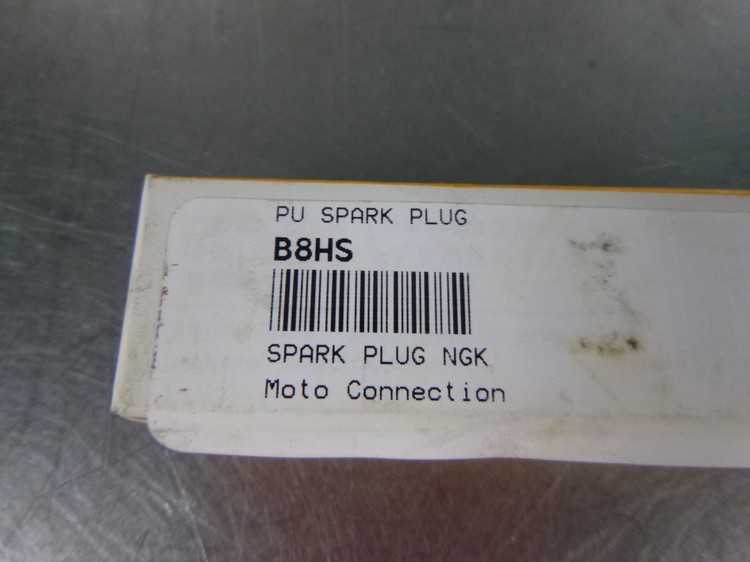 PU SPARK PLUG
B8HS
SPARK PLUG NGK
Moto Connection